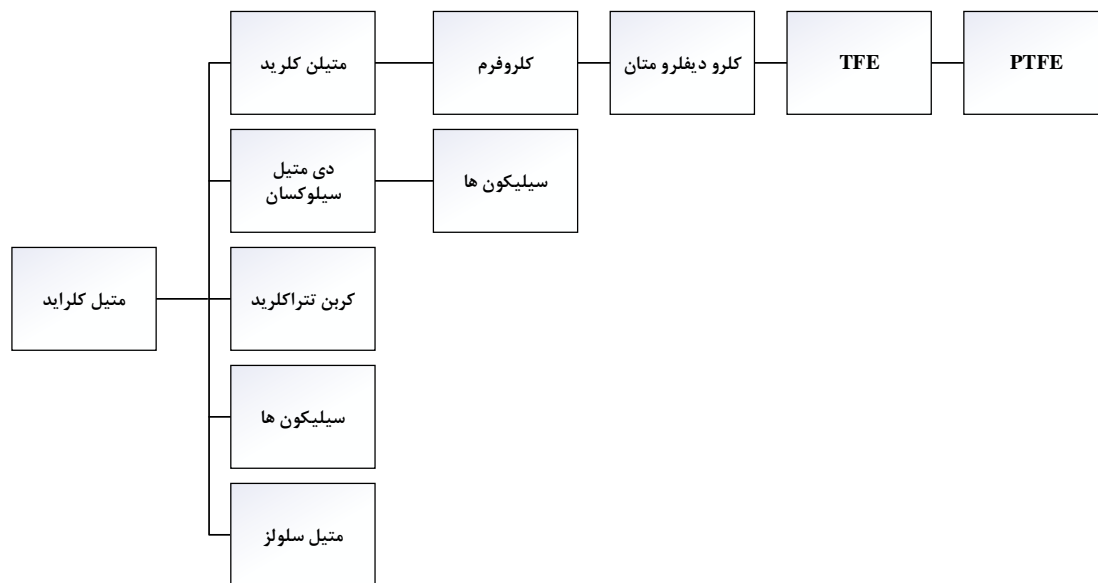 متیلن کلرید
کلروفرم
کلرو دیفلرو متان
TFE
PTFE
دی متیل
سیلوکسان
سیلیکون ها
متیل کلراید
کربن تتراکلرید
سیلیکون ها
متیل سلولز